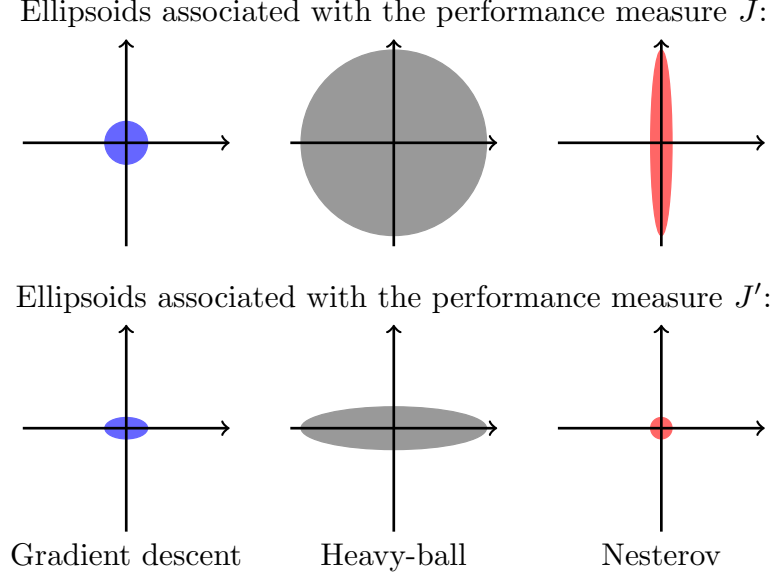 Ellipsoids associated with the performance measure J:
Ellipsoids associated with the performance measure J′:
Gradient descent
Heavy-ball
Nesterov